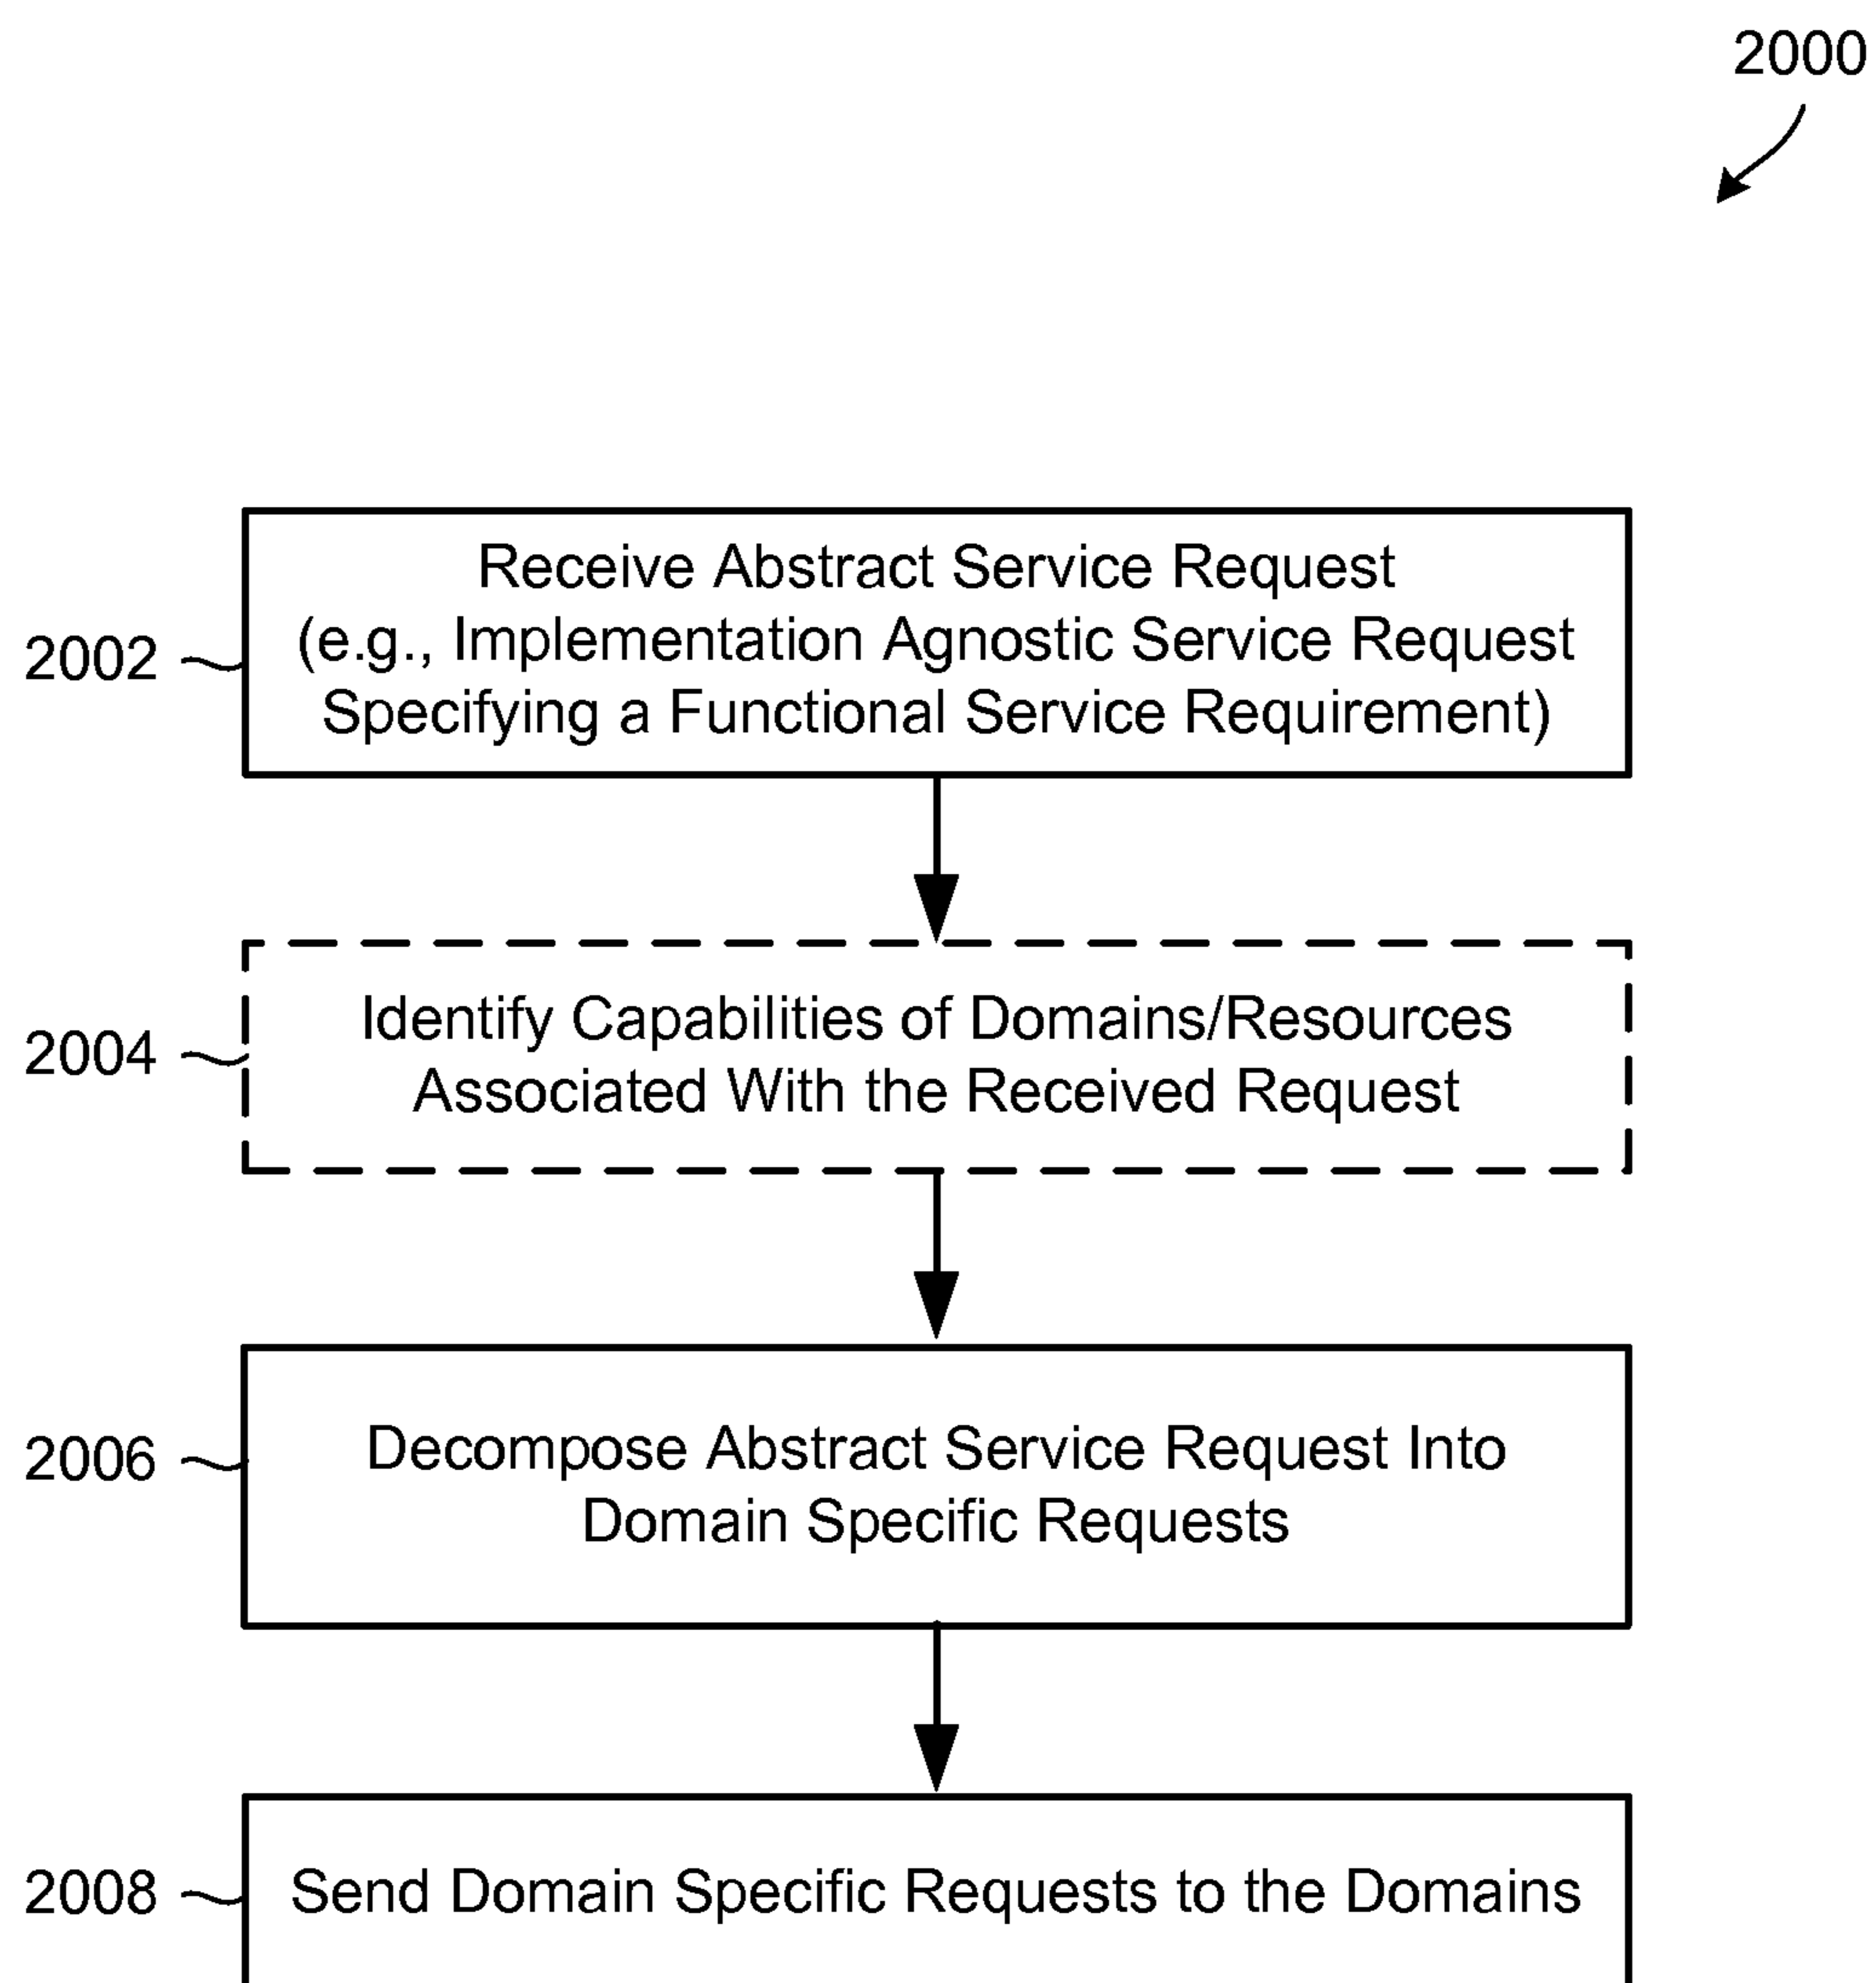 2000
Receive Abstract Service Request
(e.g., Implementation Agnostic Service Request
Specifying a Functional Service Requirement)
2002
Identify Capabilities of Domains/Resources
Associated With the Received Request
2004
Decompose Abstract Service Request Into
Domain Specific Requests
2006
Send Domain Specific Requests to the Domains
2008